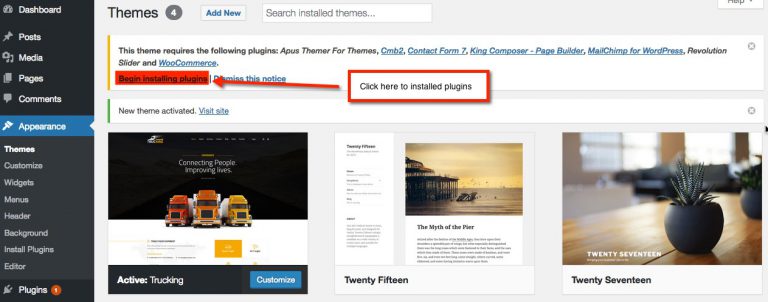 Dashboard
Posts
Media
Pages
Comments
Appearance
Themes
Customize
Widgets
Menus
Header
Background
Install Plugins
Editor
Plugins 1
Themes 4 Add New Search installed themes...
Help
This theme requires the following plugins: Apus Themer For Themes, Cmb2, Contact Form 7, King Composer - Page Builder, MailChimp for WordPress, Revolution
Slider and WooCommerce.
Begin installing plugins | Dismiss this notice
Click here to installed plugins
New theme activated. Visit site
Connecting People.
Improving lives.
Active: Trucking Customize
Twenty Fifteen
The Myth of the Pier
Twenty Fifteen
TWENTY SEVENTEEN
Twenty Seventeen